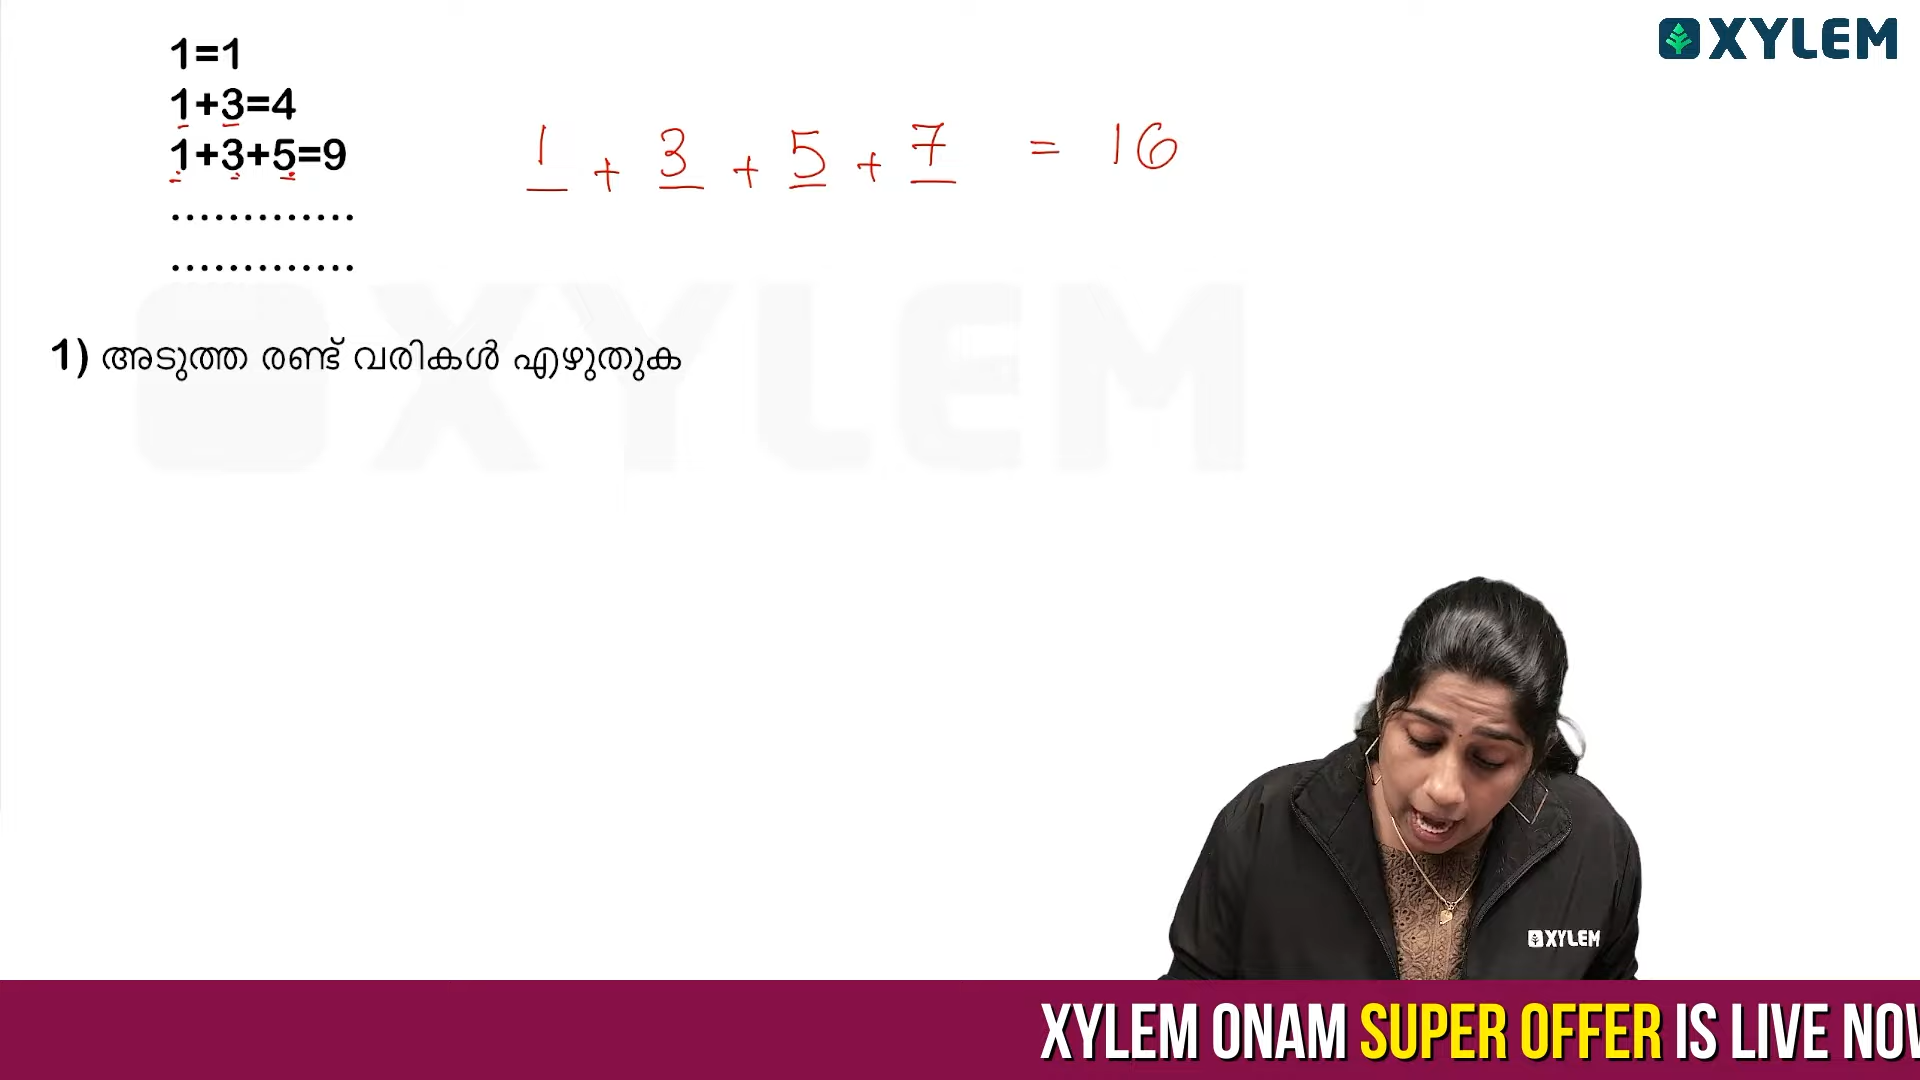 XYLEM
1=1
1+3=4
1+3+5=9
1 + 3 + 5 + 7 = 16
.............
.............
XYLEM
1) അടുത്ത രണ്ട് വരികൾ എഴുതുക
XYLEM
XYLEM ONAM SUPER OFFER IS LIVE NOW